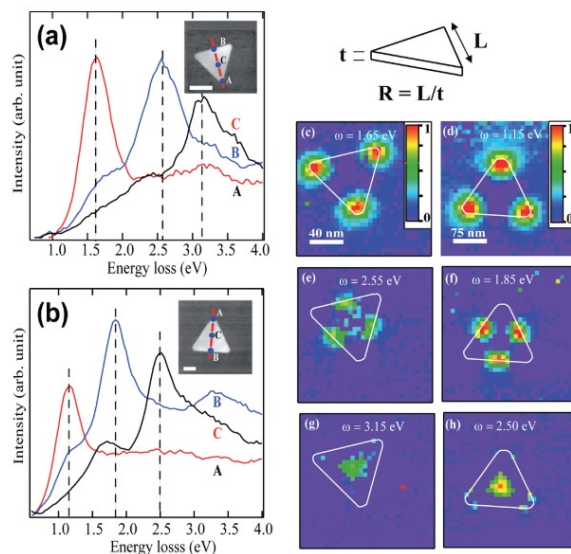 (a)
B
C
A
C
B
A
Intensity (arb. unit)
1.0 1.5 2.0 2.5 3.0 3.5 4.0
Energy loss (eV)
(b)
A
C
B
B
C
A
Intensity (arb. unit)
1.0 1.5 2.0 2.5 3.0 3.5 4.0
Energy losss (eV)
t
L
R = L/t
(c) ω = 1.65 eV
1
0
40 nm
(d) ω = 1.15 eV
1
0
75 nm
(e) ω = 2.55 eV
(f) ω = 1.85 eV
(g) ω = 3.15 eV
(h) ω = 2.50 eV